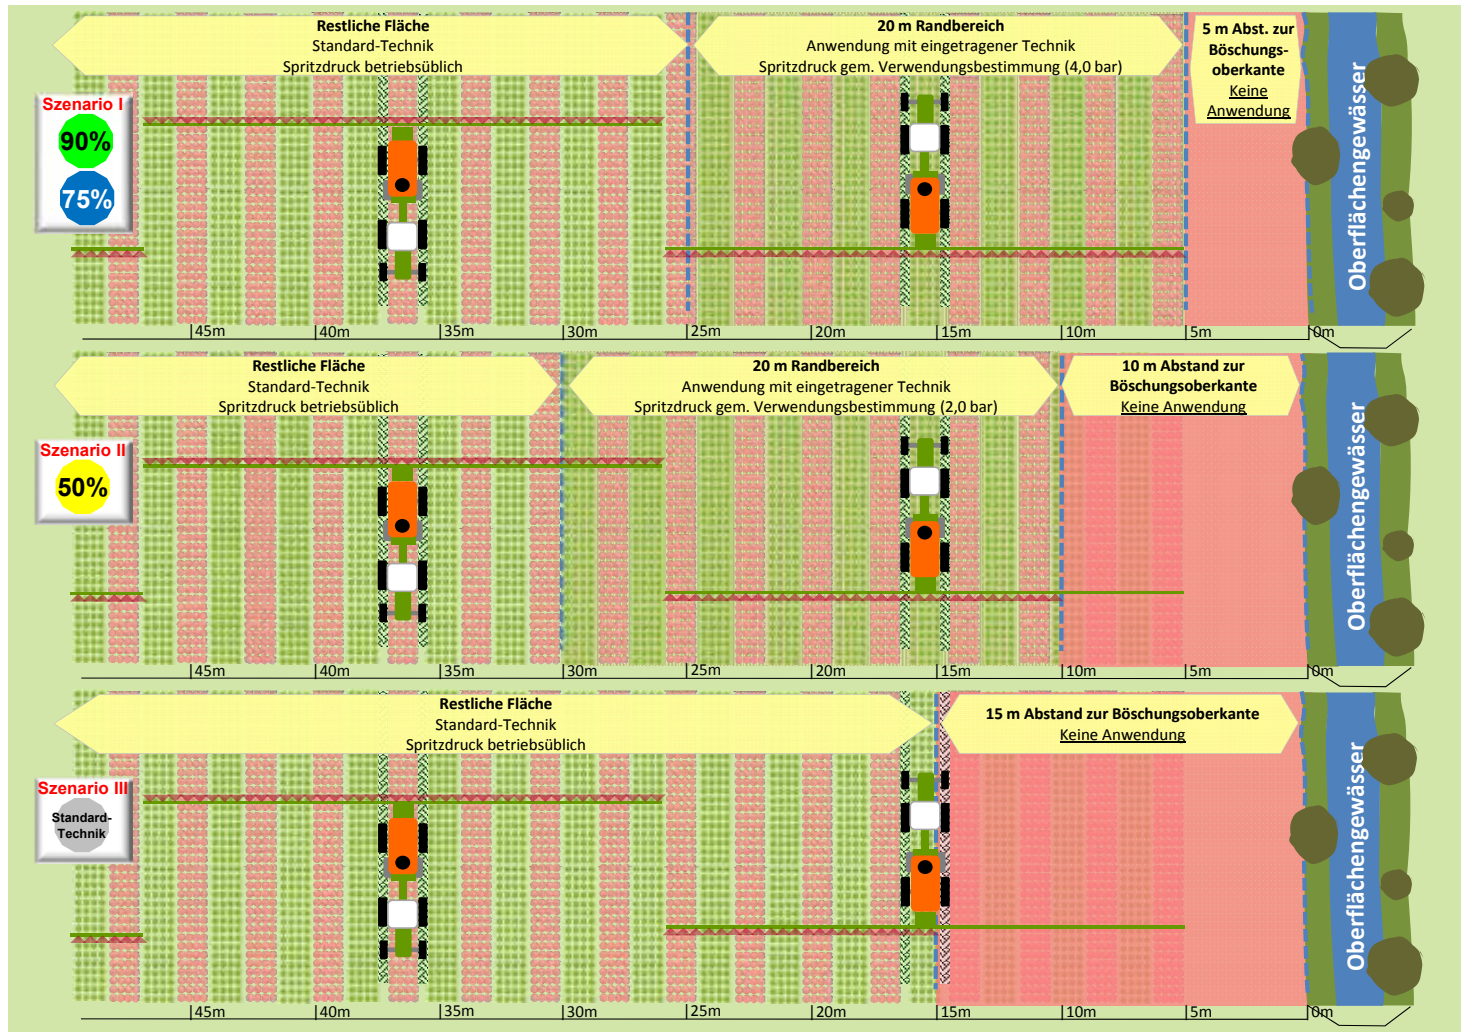 Restliche Fläche
Standard-Technik
Spritzdruck betriebsüblich
20 m Randbereich
Anwendung mit eingetragener Technik
Spritzdruck gem. Verwendungsbestimmung (4,0 bar)
5 m Abst. zur
Böschungs-
oberkante
Keine
Anwendung
Szenario I
90%
75%
Oberflächengewässer
45m
40m
35m
30m
25m
20m
15m
10m
5m
0m
Restliche Fläche
Standard-Technik
Spritzdruck betriebsüblich
20 m Randbereich
Anwendung mit eingetragener Technik
Spritzdruck gem. Verwendungsbestimmung (2,0 bar)
10 m Abstand zur
Böschungsoberkante
Keine Anwendung
Szenario II
50%
Oberflächengewässer
45m
40m
35m
30m
25m
20m
15m
10m
5m
0m
Restliche Fläche
Standard-Technik
Spritzdruck betriebsüblich
15 m Abstand zur Böschungsoberkante
Keine Anwendung
Szenario III
Standard-
Technik
Oberflächengewässer
45m
40m
35m
30m
25m
20m
15m
10m
5m
0m